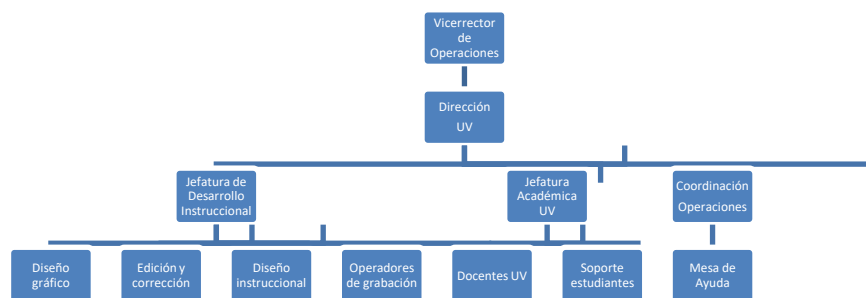 Vicerrector
de
Operaciones
Dirección
UV
Jefatura de
Desarrollo
Instruccional
Jefatura
Académica
UV
Coordinación
Operaciones
Diseño
gráfico
Edición y
corrección
Diseño
instruccional
Operadores
de grabación
Docentes UV
Soporte
estudiantes
Mesa de
Ayuda